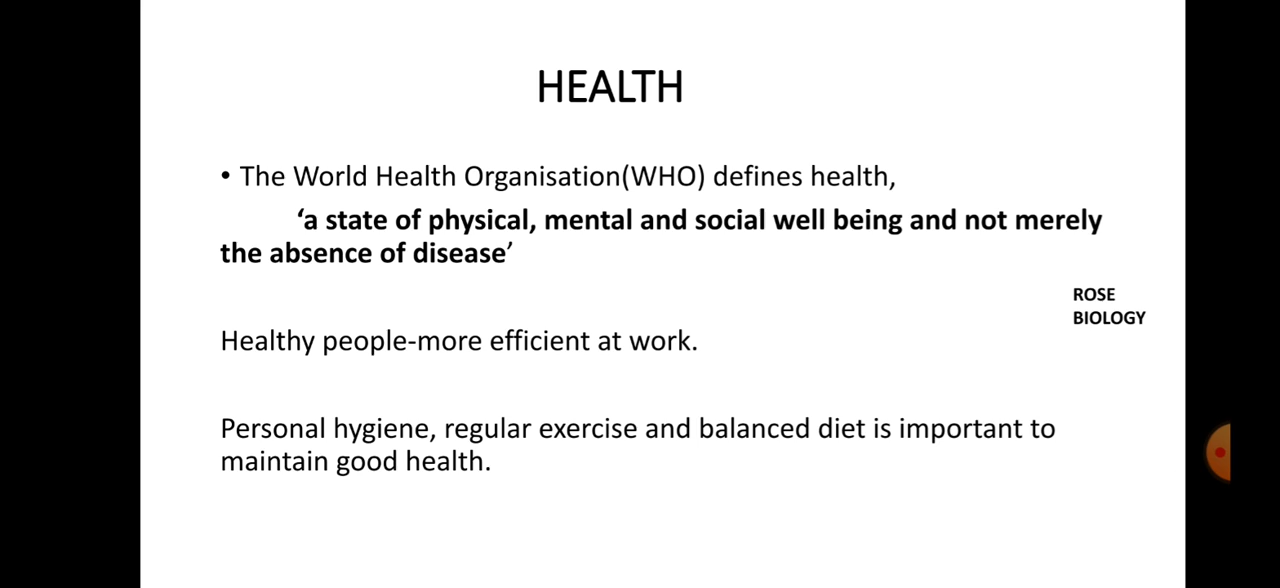 HEALTH
• The World Health Organisation(WHO) defines health,
‘a state of physical, mental and social well being and not merely
the absence of disease’
ROSE
BIOLOGY
Healthy people-more efficient at work.
Personal hygiene, regular exercise and balanced diet is important to
maintain good health.